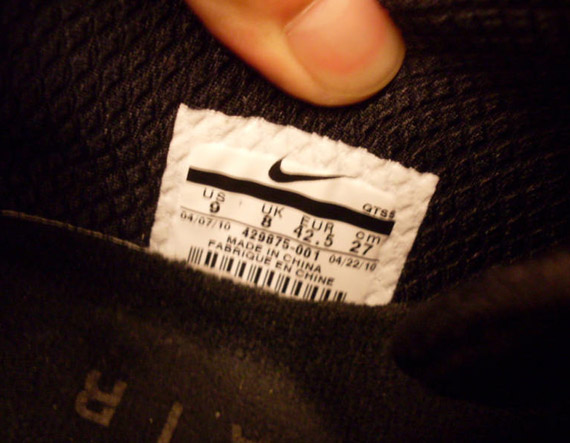 QTS5
US UK EUR cm
9 8 42.5 27
04/07/10 429875-001 04/22/10
MADE IN CHINA
FABRIQUE EN CHINE